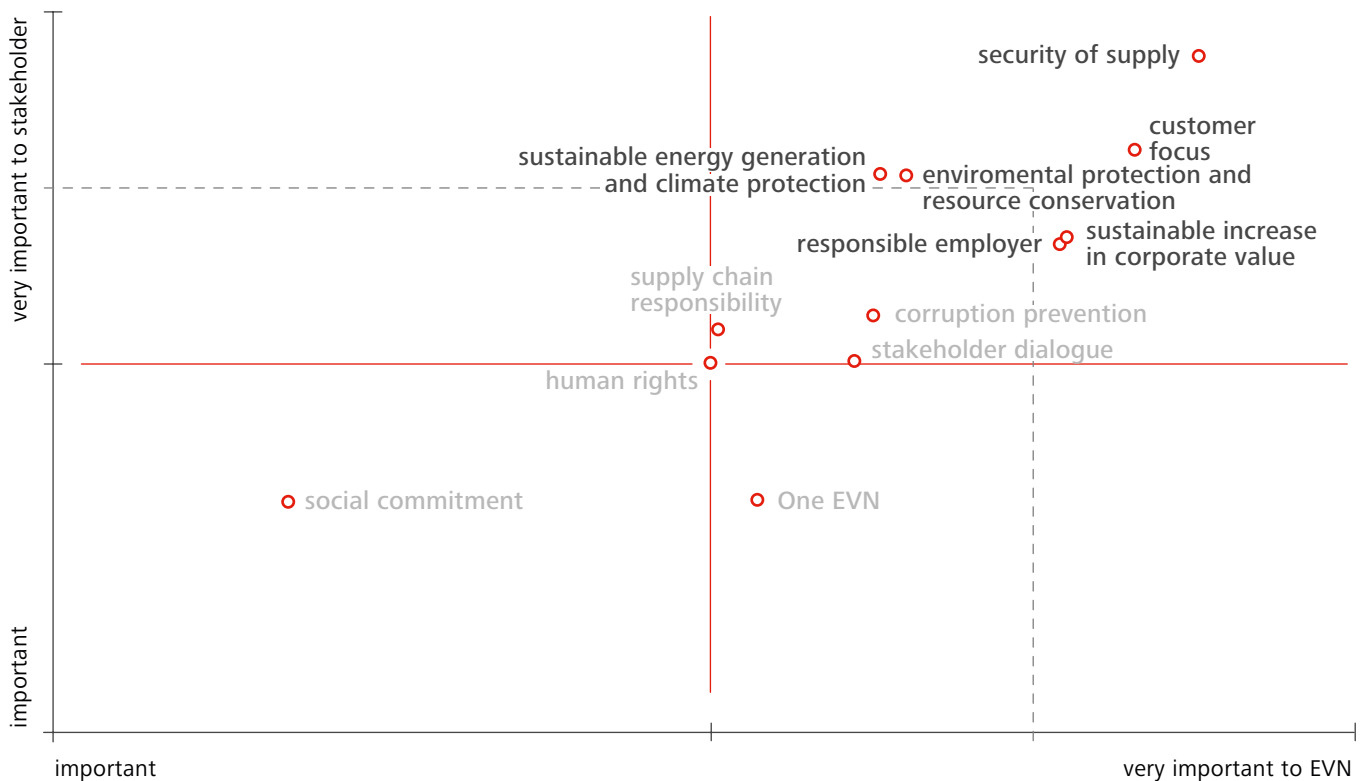 very important to stakeholder
important
security of supply
customer
focus
sustainable energy generation
and climate protection
enviromental protection and
resource conservation
responsible employer
sustainable increase
in corporate value
supply chain
responsibility
corruption prevention
stakeholder dialogue
human rights
social commitment
One EVN
important
very important to EVN